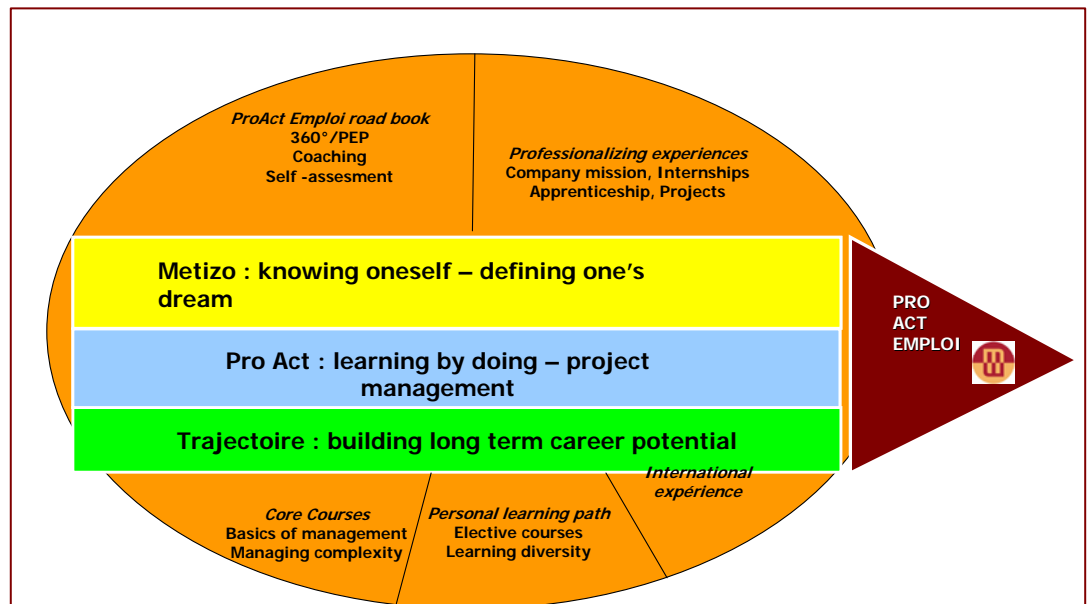 ProAct Emploi road book
360°/PEP
Coaching
Self -assesment
Professionalizing experiences
Company mission, Internships
Apprenticeship, Projects
Metizo : knowing oneself – defining one's
dream
Pro Act : learning by doing – project
management
Trajectoire : building long term career potential
PRO
ACT
EMPLOI
International
expérience
Core Courses
Basics of management
Managing complexity
Personal learning path
Elective courses
Learning diversity